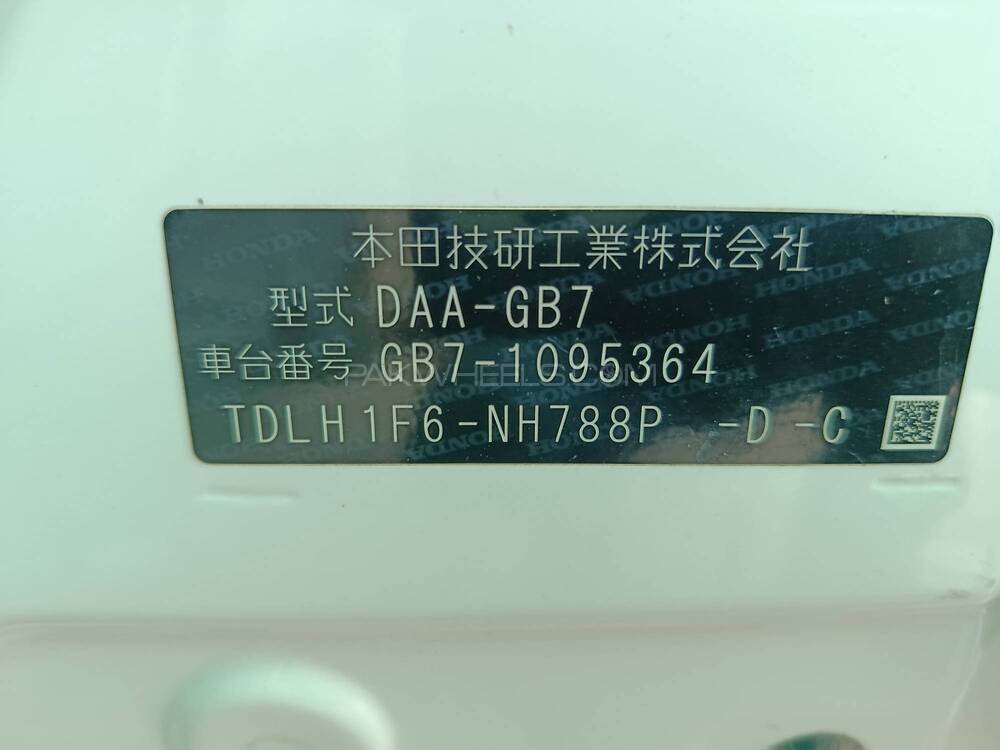 本田技研工業株式会社
型式 DAA-GB7
車台番号 GB7-1095364
TDLH1F6-NH788P -D -C